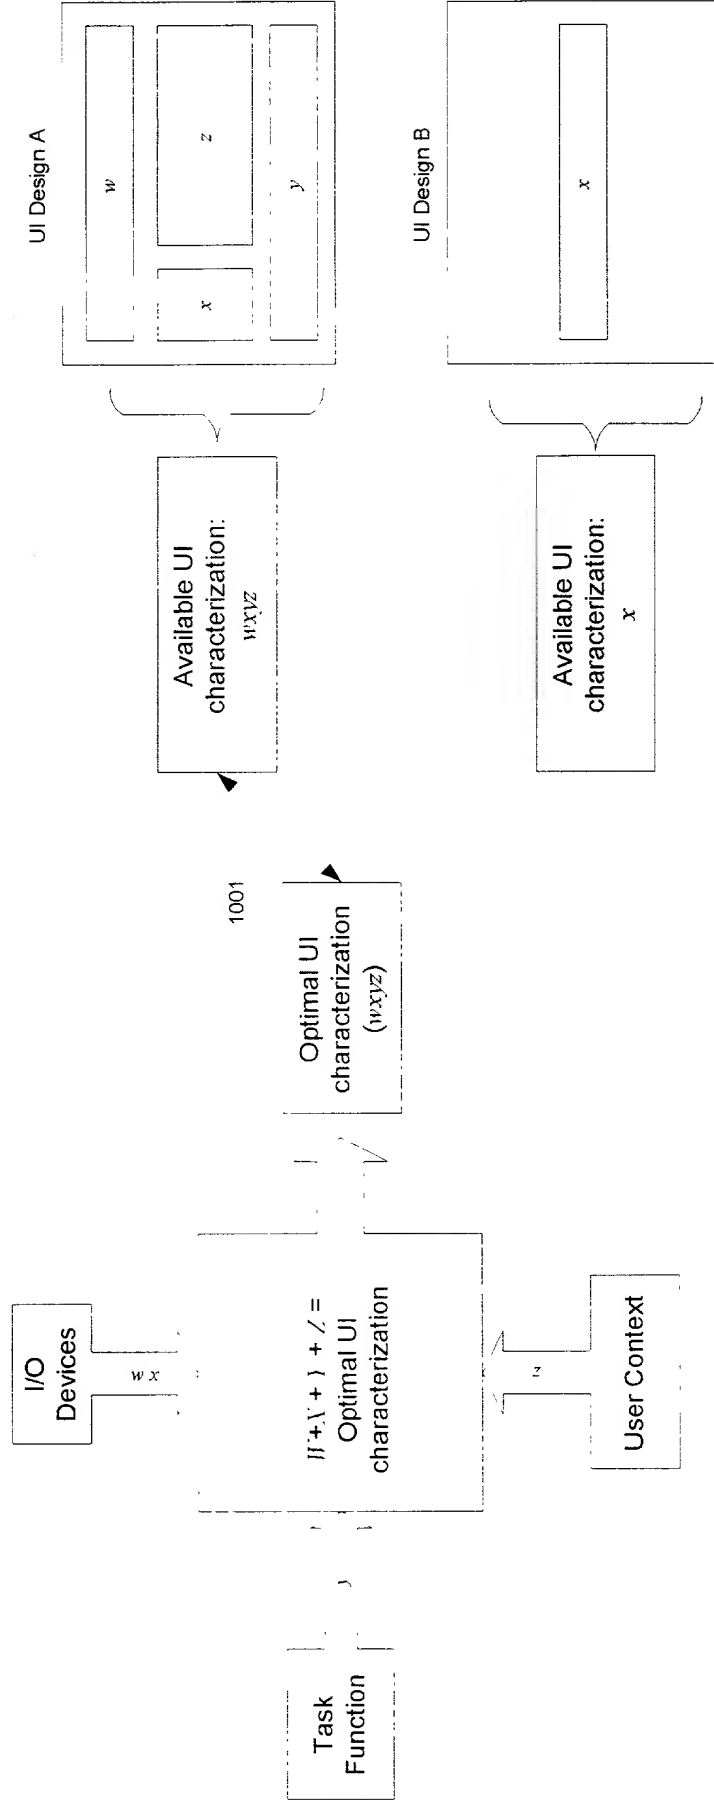 I/O
Devices
w x
Task
Function
y
W+X + Y + Z =
Optimal UI
characterization
z
User Context
1001
Optimal UI
characterization
(wxyz)
Available UI
characterization:
wxyz
UI Design A
w
x
z
y
Available UI
characterization:
x
UI Design B
x